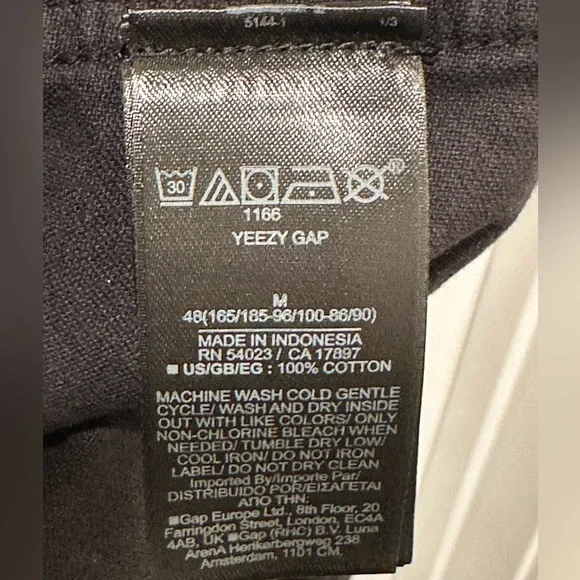 5144-1 1/3
30
®
1166
YEEZY GAP
M
48(165/185-96/100-86/90)
MADE IN INDONESIA
RN 54023 / CA 17897
■ US/GB/EG : 100% COTTON
MACHINE WASH COLD GENTLE
CYCLE/ WASH AND DRY INSIDE
OUT WITH LIKE COLORS/ ONLY
NON-CHLORINE BLEACH WHEN
NEEDED/ TUMBLE DRY LOW/
COOL IRON/ DO NOT IRON
LABEL/ DO NOT DRY CLEAN
Imported By/Importe Par/
DISTRIBUIDO POR/ΕΙΣΑΓΕΤΑΙ
ΑΠΟ ΤΗΝ.
■Gap Europe Ltd., 8th Floor, 20
Farringdon Street, London, EC4A
4AB, UK ■Gap (RHC) B.V. Luna
ArenA Herikerbergweg 238
Amsterdam, 1101 CM,